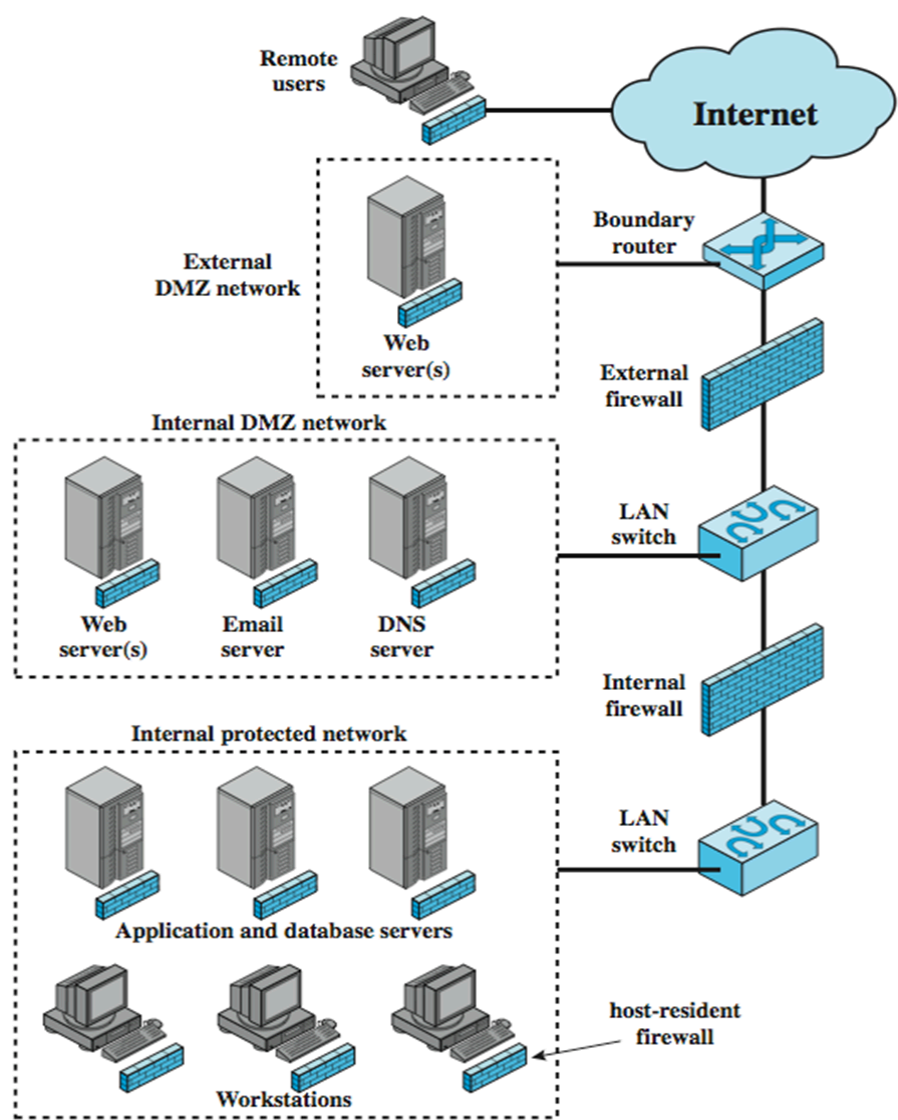 Remote
users
Internet
Boundary
router
External
DMZ network
Web
server(s)
External
firewall
Internal DMZ network
LAN
switch
Web
server(s)
Email
server
DNS
server
Internal
firewall
Internal protected network
LAN
switch
Application and database servers
host-resident
firewall
Workstations